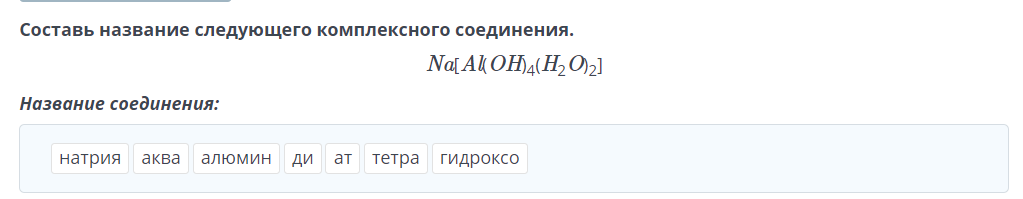 Составь название следующего комплексного соединения.
Na[Al(OH)₄(H₂O)₂]
Название соединения:
натрия аква алюмин ди ат тетра гидроксо